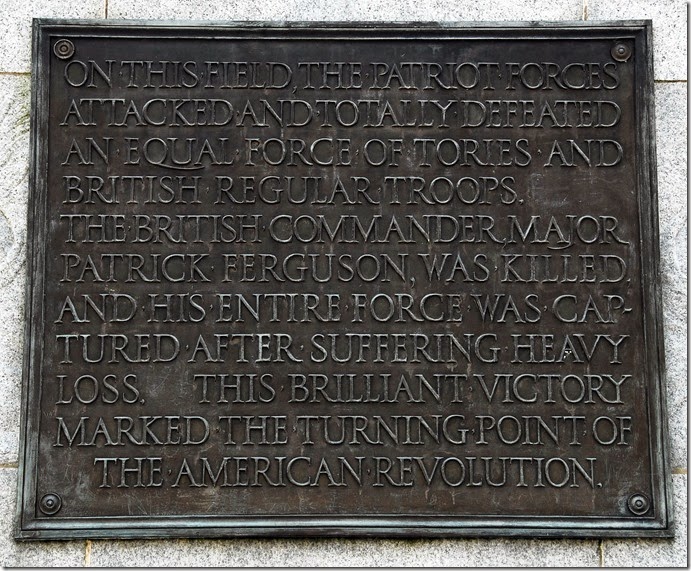 ON THIS FIELD, THE PATRIOT FORCES
ATTACKED AND TOTALLY DEFEATED
AN EQUAL FORCE OF TORIES AND
BRITISH REGULAR TROOPS.
THE BRITISH COMMANDER, MAJOR
PATRICK FERGUSON, WAS KILLED
AND HIS ENTIRE FORCE WAS CAP-
TURED AFTER SUFFERING HEAVY
LOSS. THIS BRILLIANT VICTORY
MARKED THE TURNING POINT OF
THE AMERICAN REVOLUTION.